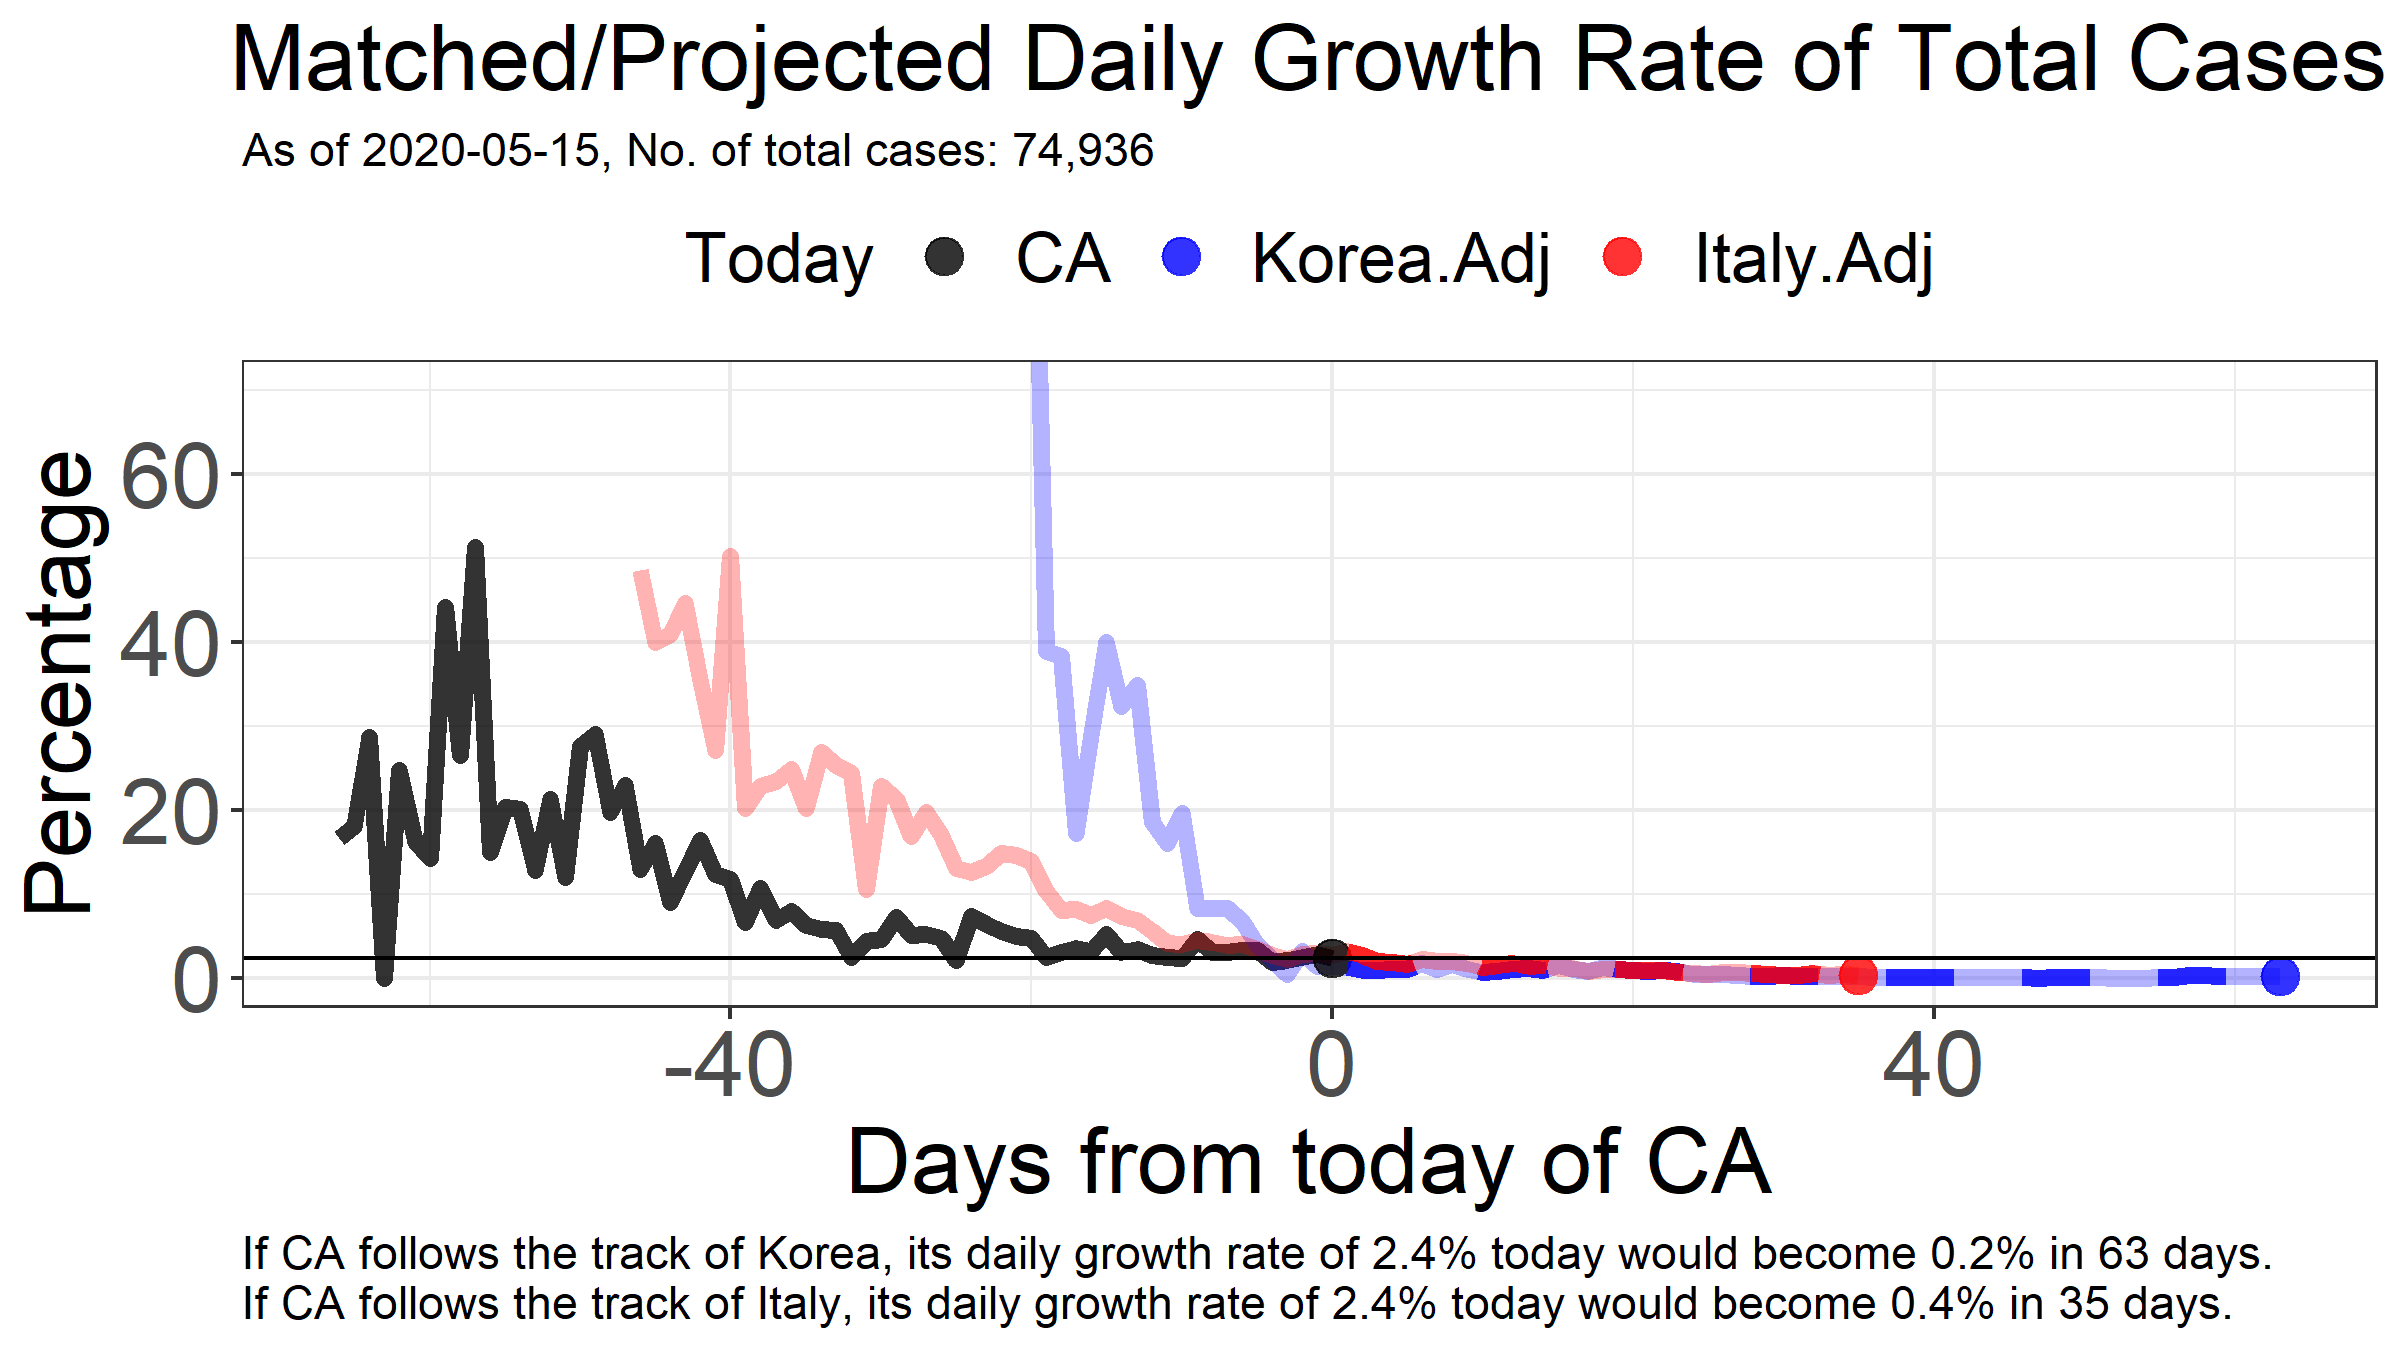 Matched/Projected Daily Growth Rate of Total Cases
As of 2020-05-15, No. of total cases: 74,936
Today CA Korea.Adj Italy.Adj
Percentage
60
40
20
0
-40 0 40
Days from today of CA
If CA follows the track of Korea, its daily growth rate of 2.4% today would become 0.2% in 63 days.
If CA follows the track of Italy, its daily growth rate of 2.4% today would become 0.4% in 35 days.